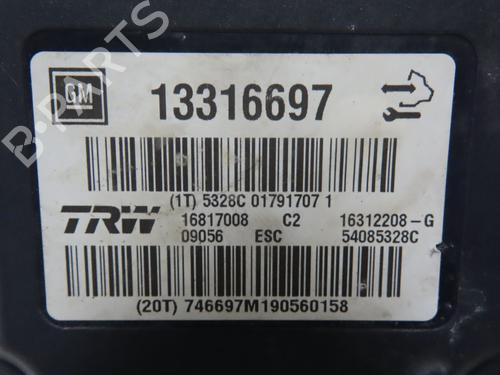 GM
13316697
(1T) 5328C 01791707 1
TRW
16817008 C2 16312208-G
09056 ESC 54085328C
(20T) 746697M190560158
B-PARTS